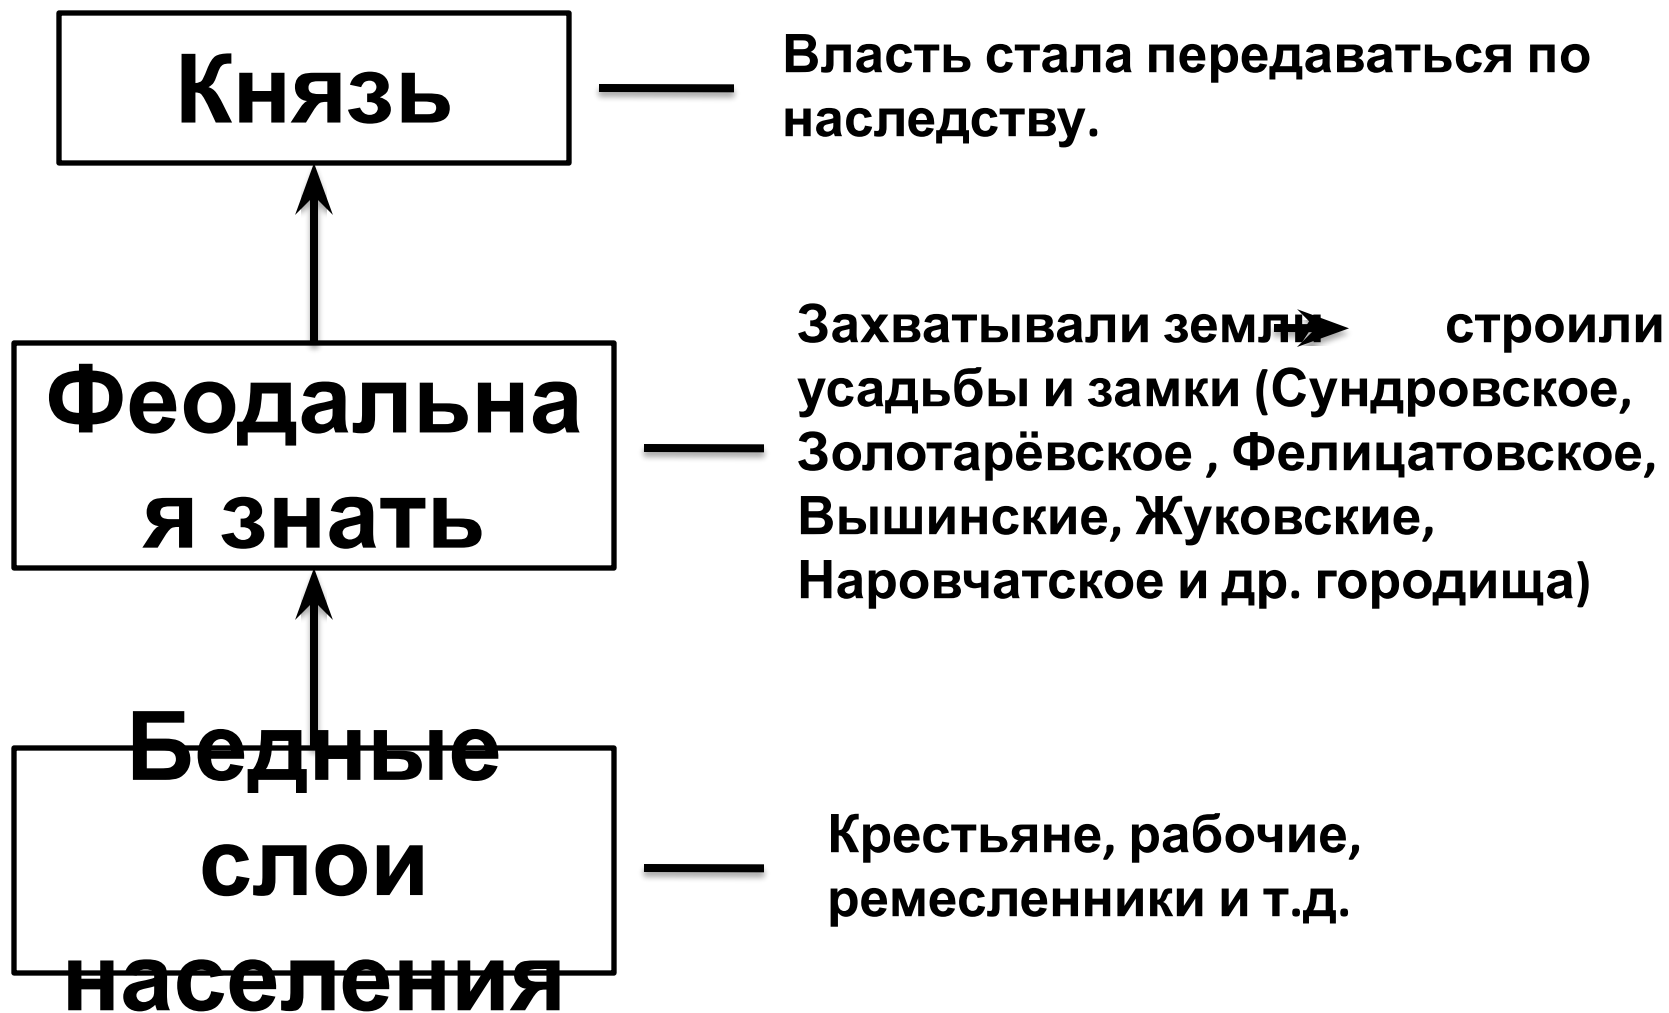 Князь
Власть стала передаваться по
наследству.
Феодальна
я знать
Захватывали земли строили
усадьбы и замки (Сундровское,
Золотарёвское , Фелицатовское,
Вышинские, Жуковские,
Наровчатское и др. городища)
Бедные
слои
населения
Крестьяне, рабочие,
ремесленники и т.д.